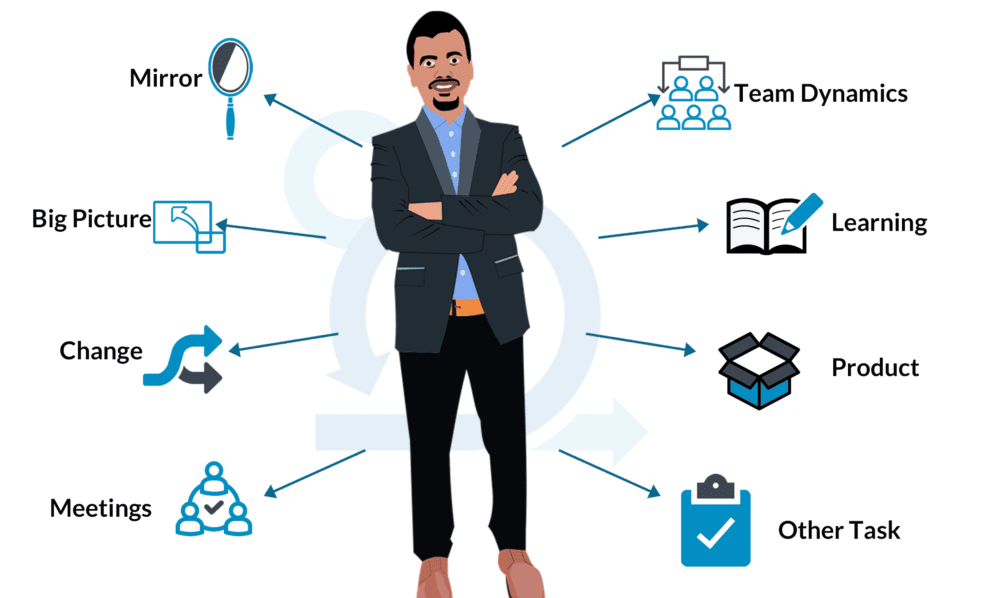 Mirror
Team Dynamics
Big Picture
Learning
Change
Product
Meetings
Other Task